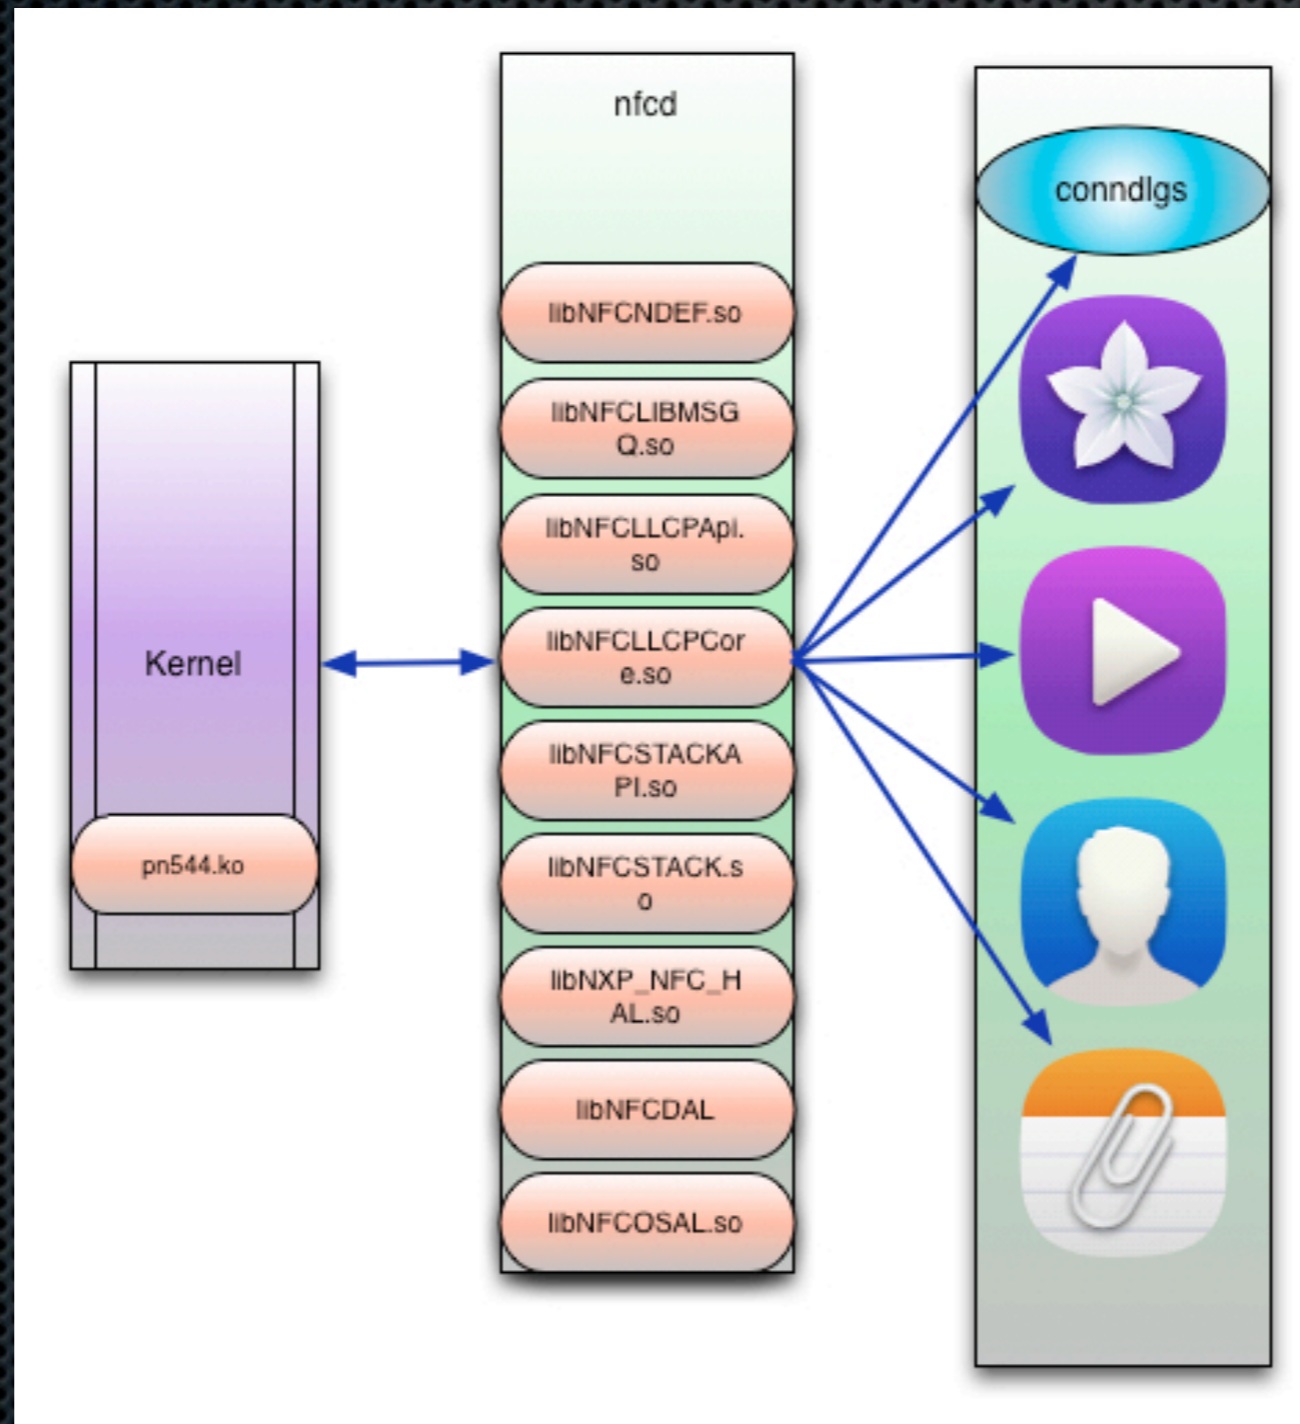 nfcd
conndlgs
libNFCNDEF.so
libNFCLIBMSG
Q.so
libNFCLLCPApi.
so
libNFCLLCPCor
e.so
Kernel
libNFCSTACKA
PI.so
libNFCSTACK.s
o
pn544.ko
libNXP_NFC_H
AL.so
libNFCDAL
libNFCOSAL.so